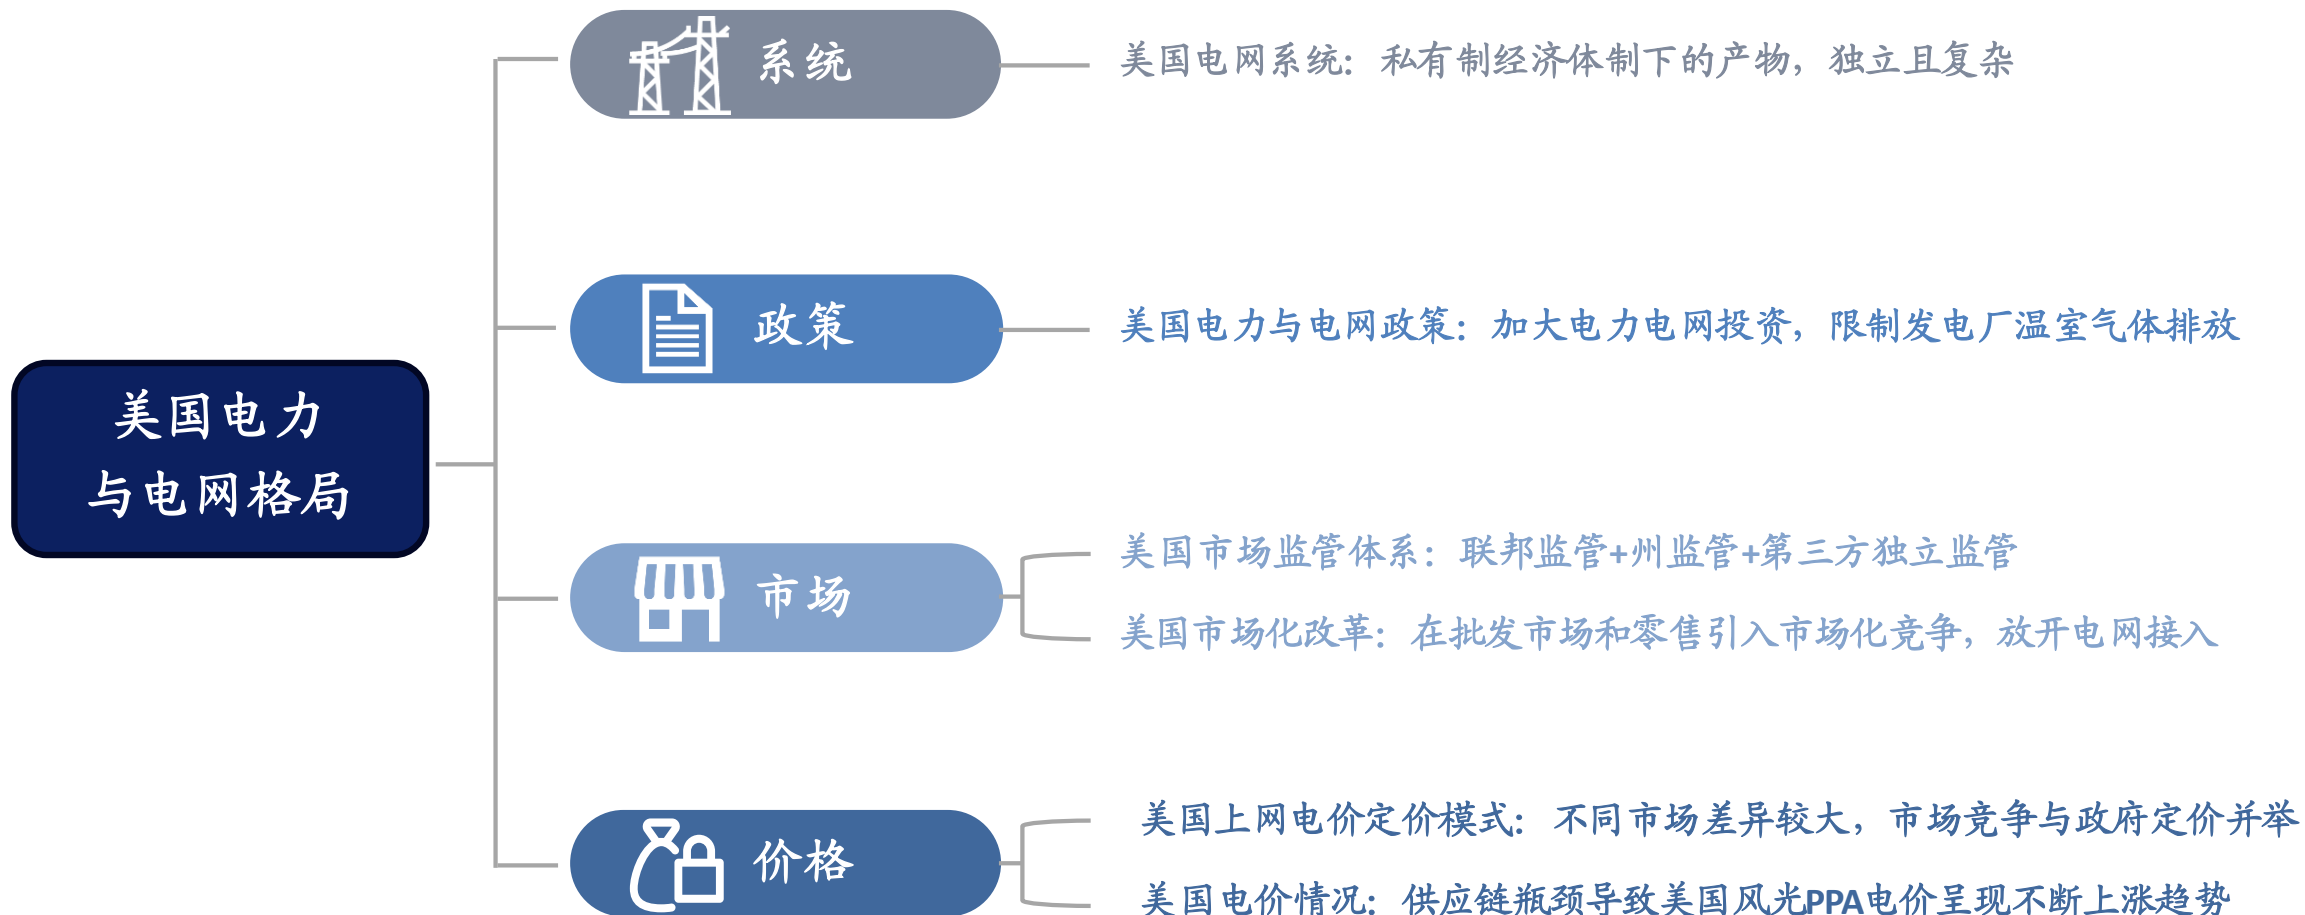 美国电力
与电网格局
系统
美国电网系统：私有制经济体制下的产物，独立且复杂
政策
美国电力与电网政策：加大电力电网投资，限制发电厂温室气体排放
市场
美国市场监管体系：联邦监管+州监管+第三方独立监管
美国市场化改革：在批发市场和零售引入市场化竞争，放开电网接入
价格
美国上网电价定价模式：不同市场差异较大，市场竞争与政府定价并举
美国电价情况：供应链瓶颈导致美国风光PPA电价呈现不断上涨趋势